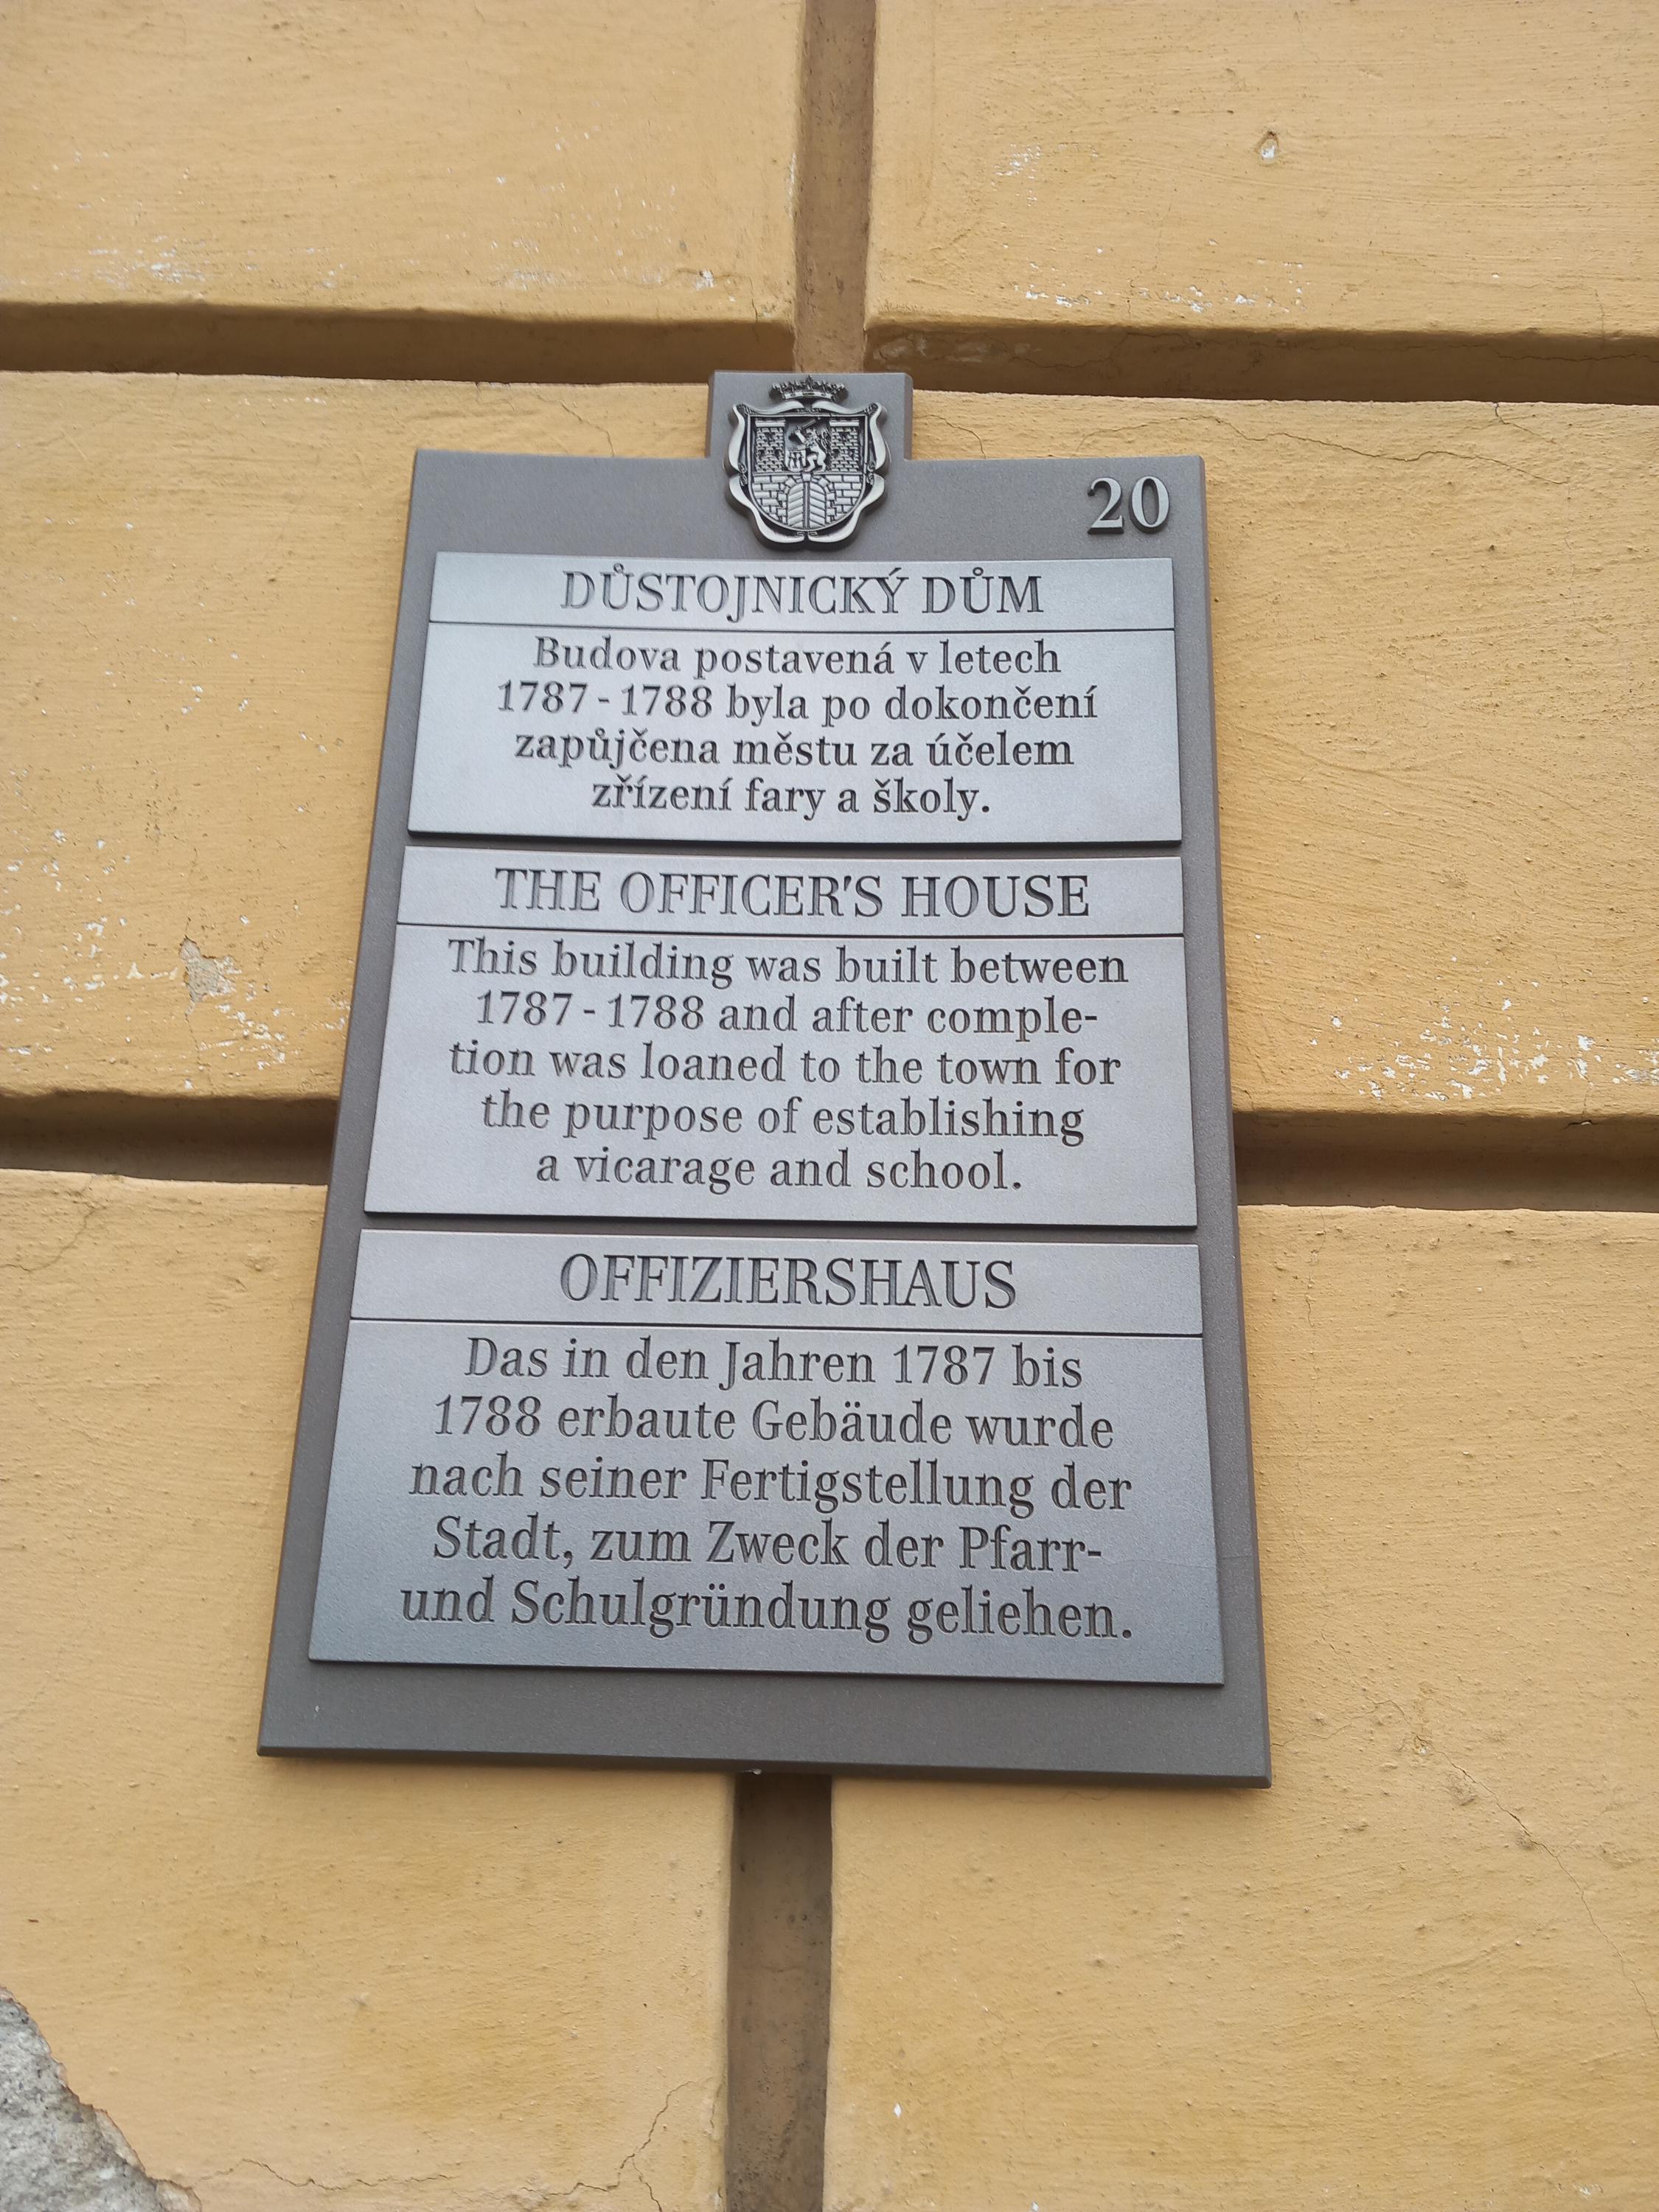 20
DŮSTOJNICKÝ DŮM
Budova postavená v letech
1787 - 1788 byla po dokončení
zapůjčena městu za účelem
zřízení fary a školy.
THE OFFICER'S HOUSE
This building was built between
1787 - 1788 and after comple-
tion was loaned to the town for
the purpose of establishing
a vicarage and school.
OFFIZIERSHAUS
Das in den Jahren 1787 bis
1788 erbaute Gebäude wurde
nach seiner Fertigstellung der
Stadt, zum Zweck der Pfarr-
und Schulgründung geliehen.